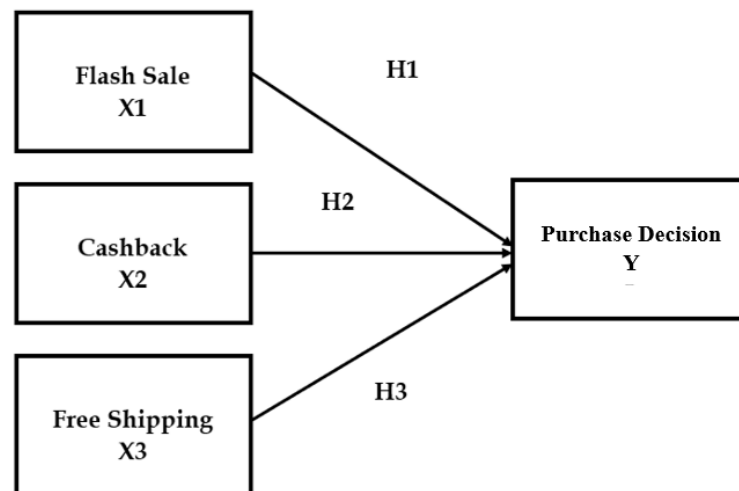 Flash Sale
X1
H1
H2
Cashback
X2
Purchase Decision
Y
H3
Free Shipping
X3